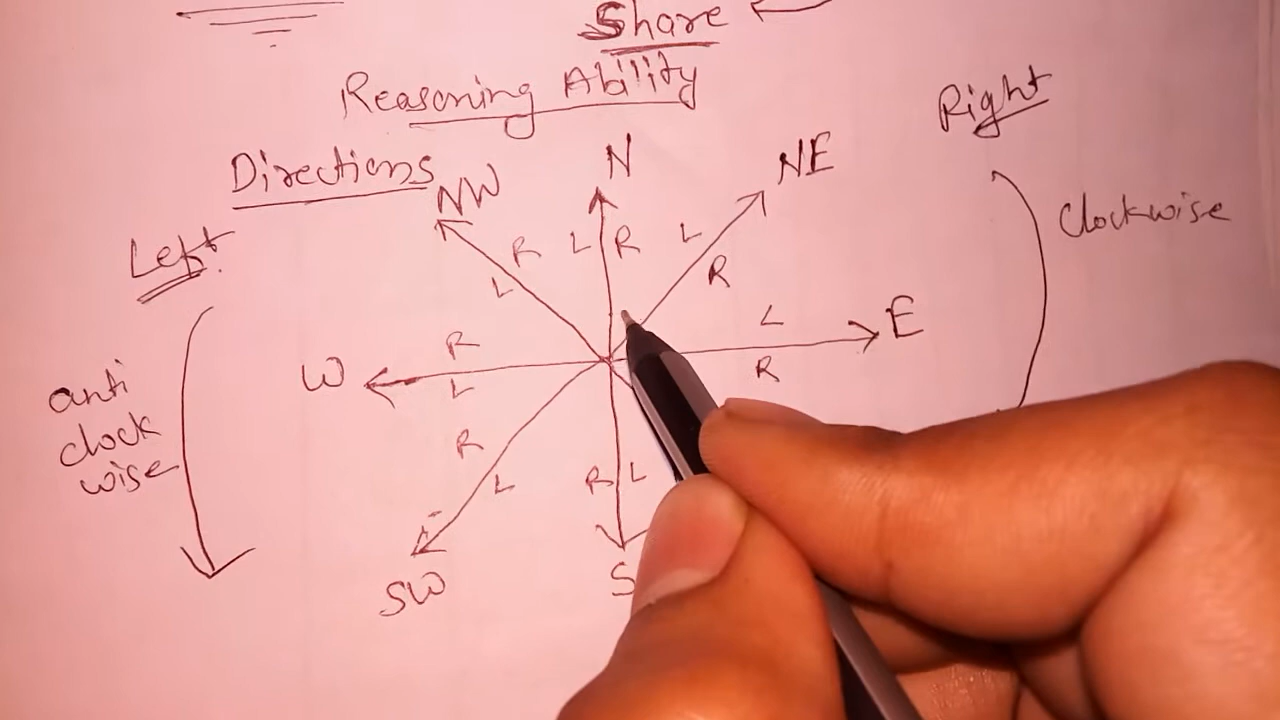 Share
Reasoning Ability
Right
Directions
NW
N
NE
Clockwise
Left
R
L
R
L
R
L
L
E
R
W
R
L
anti
clock
wise
R
L
R
L
SW
S